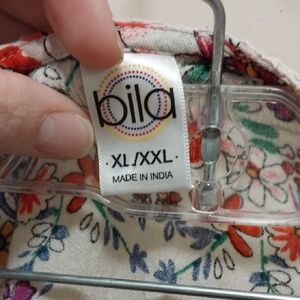 bila
· XL/XXL ·
MADE IN INDIA